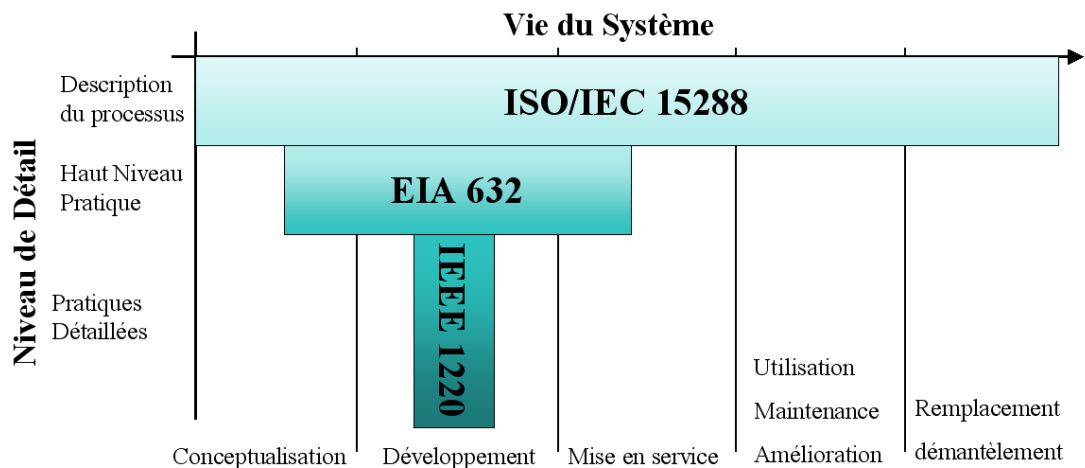 Vie du Système
Description
du processus
ISO/IEC 15288
Haut Niveau
Pratique
EIA 632
Niveau de Détail
IEEE 1220
Pratiques
Détaillées
Conceptualisation
Développement
Mise en service
Utilisation
Maintenance
Amélioration
Remplacement
démantèlement